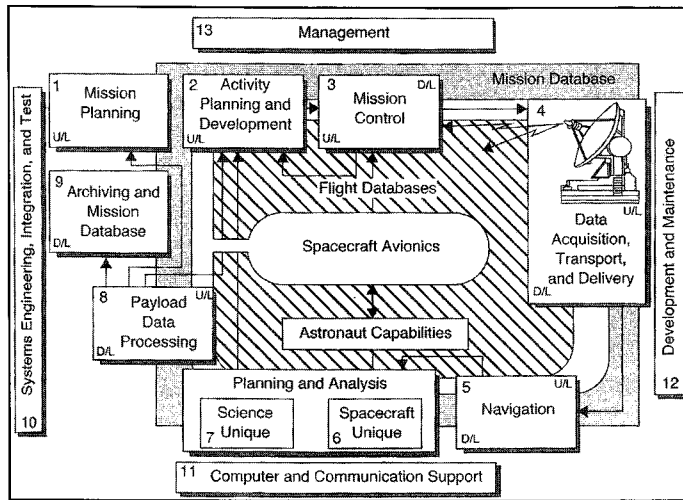 13
Management
Mission Database
1
Mission
Planning
U/L
2
Activity
Planning and
Development
U/L
3
D/L
Mission
Control
U/L
4
U/L
Data
Acquisition,
Transport,
and Delivery
D/L
9
Archiving and
Mission
Database
D/L
Flight Databases
Spacecraft Avionics
8
U/L
Payload
Data
Processing
D/L
Astronaut Capabilities
Planning and Analysis
Science
Unique
7
Spacecraft
Unique
6
5
U/L
Navigation
D/L
11
Computer and Communication Support
Systems Engineering, Integration, and Test
10
Development and Maintenance
12